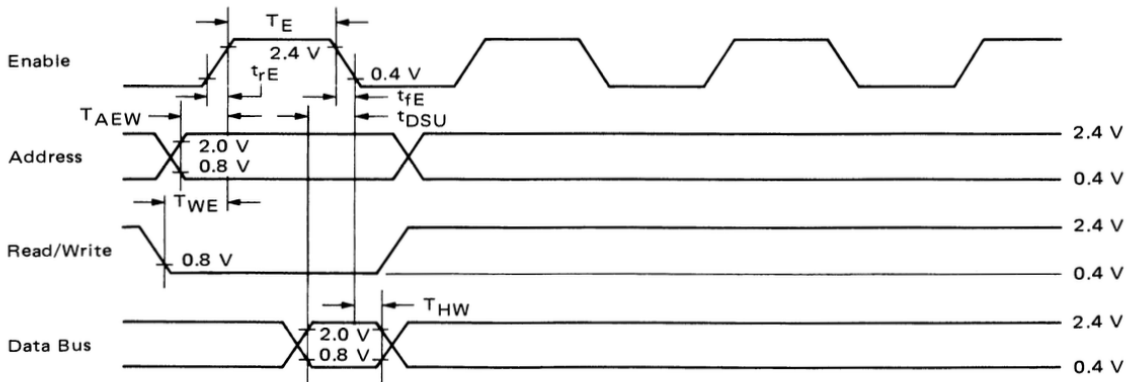 T_E
Enable
2.4 V
0.4 V
t_rE
t_fE
T_AEW
t_DSU
2.4 V
Address
2.0 V
0.8 V
0.4 V
T_WE
2.4 V
Read/Write
0.8 V
0.4 V
T_HW
2.4 V
Data Bus
2.0 V
0.8 V
0.4 V